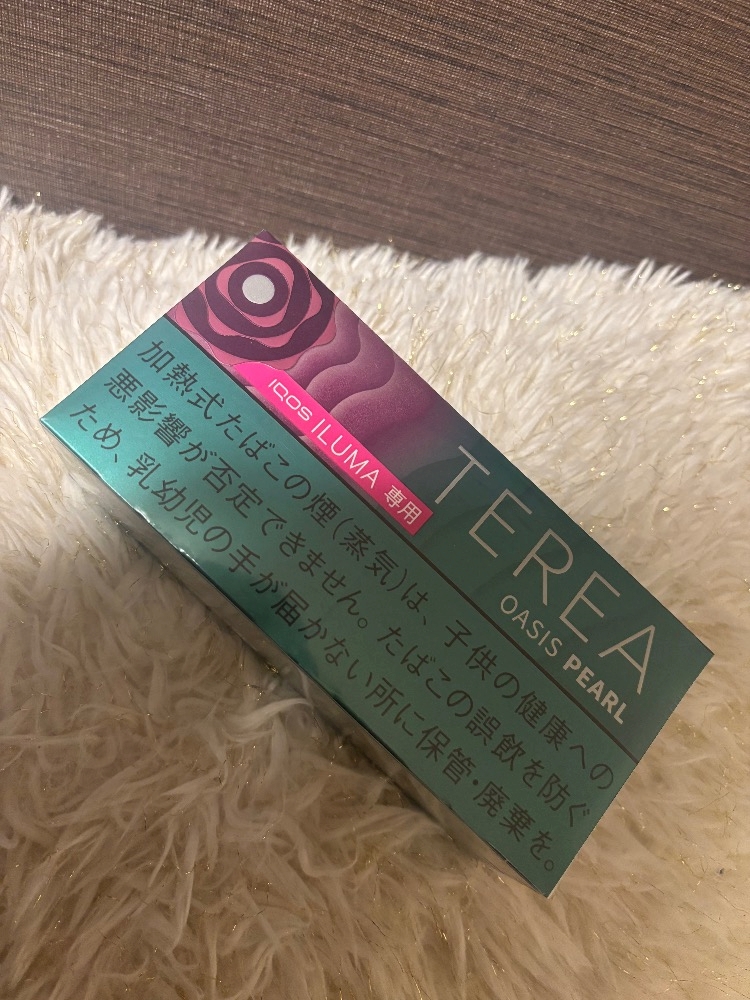 IQOS ILUMA 専用
TEREA
OASIS PEARL
加熱式たばこの煙(蒸気)は、子供の健康への
悪影響が否定できません。たばこの誤飲を防ぐ
ため、乳幼児の手が届かない所に保管・廃棄を。